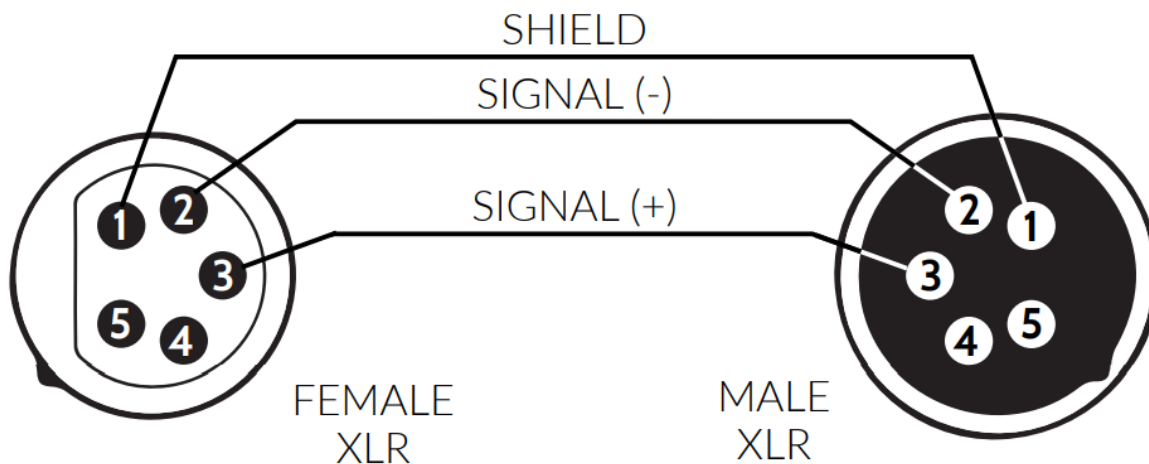 SHIELD
SIGNAL (-)
SIGNAL (+)
1
2
3
5
4
2
1
3
5
4
FEMALE
XLR
MALE
XLR